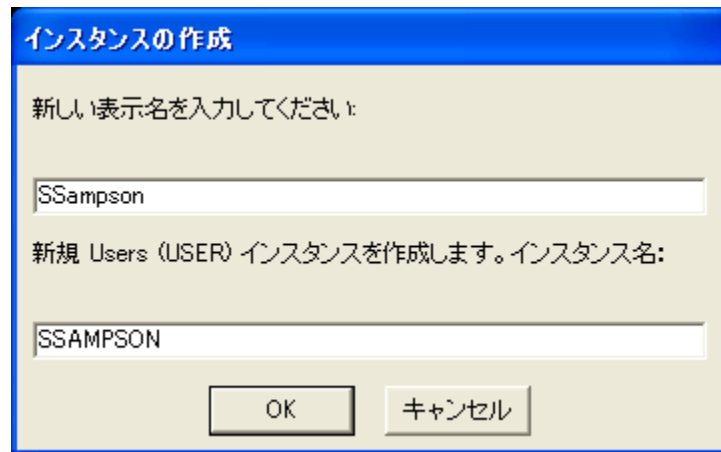 インスタンスの作成
新しい表示名を入力してください:
SSampson
新規 Users (USER) インスタンスを作成します。インスタンス名:
SSAMPSON
OK
キャンセル